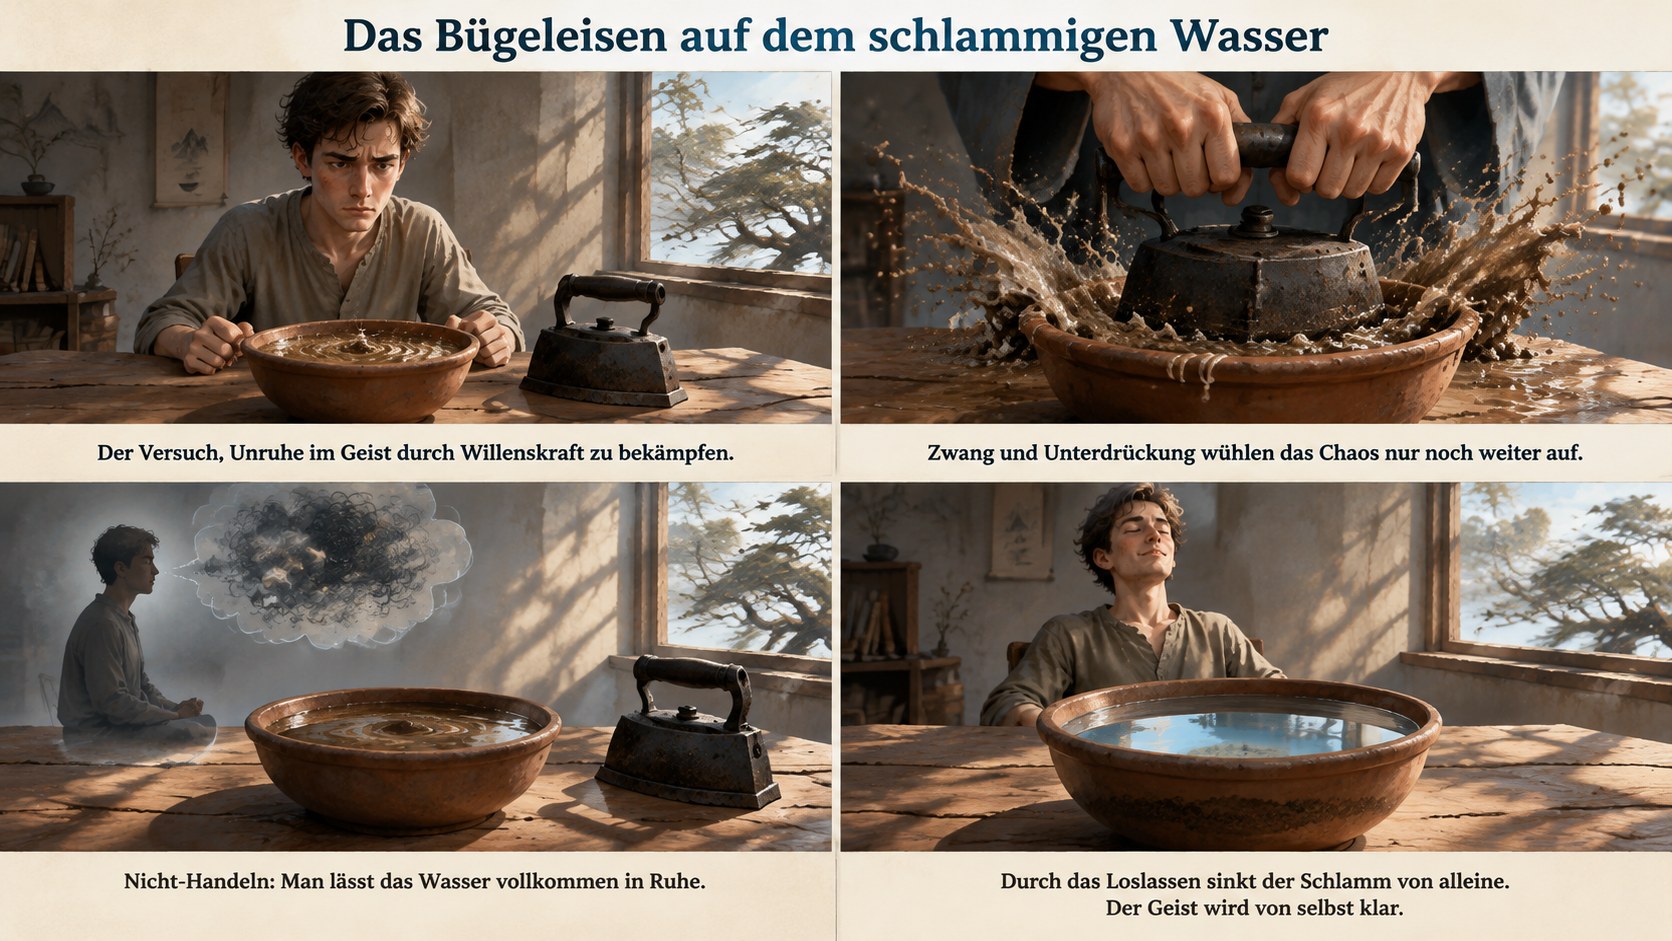 Das Bügeleisen auf dem schlammigen Wasser
Der Versuch, Unruhe im Geist durch Willenskraft zu bekämpfen.
Zwang und Unterdrückung wühlen das Chaos nur noch weiter auf.
Nicht-Handeln: Man lässt das Wasser vollkommen in Ruhe.
Durch das Loslassen sinkt der Schlamm von alleine.
Der Geist wird von selbst klar.